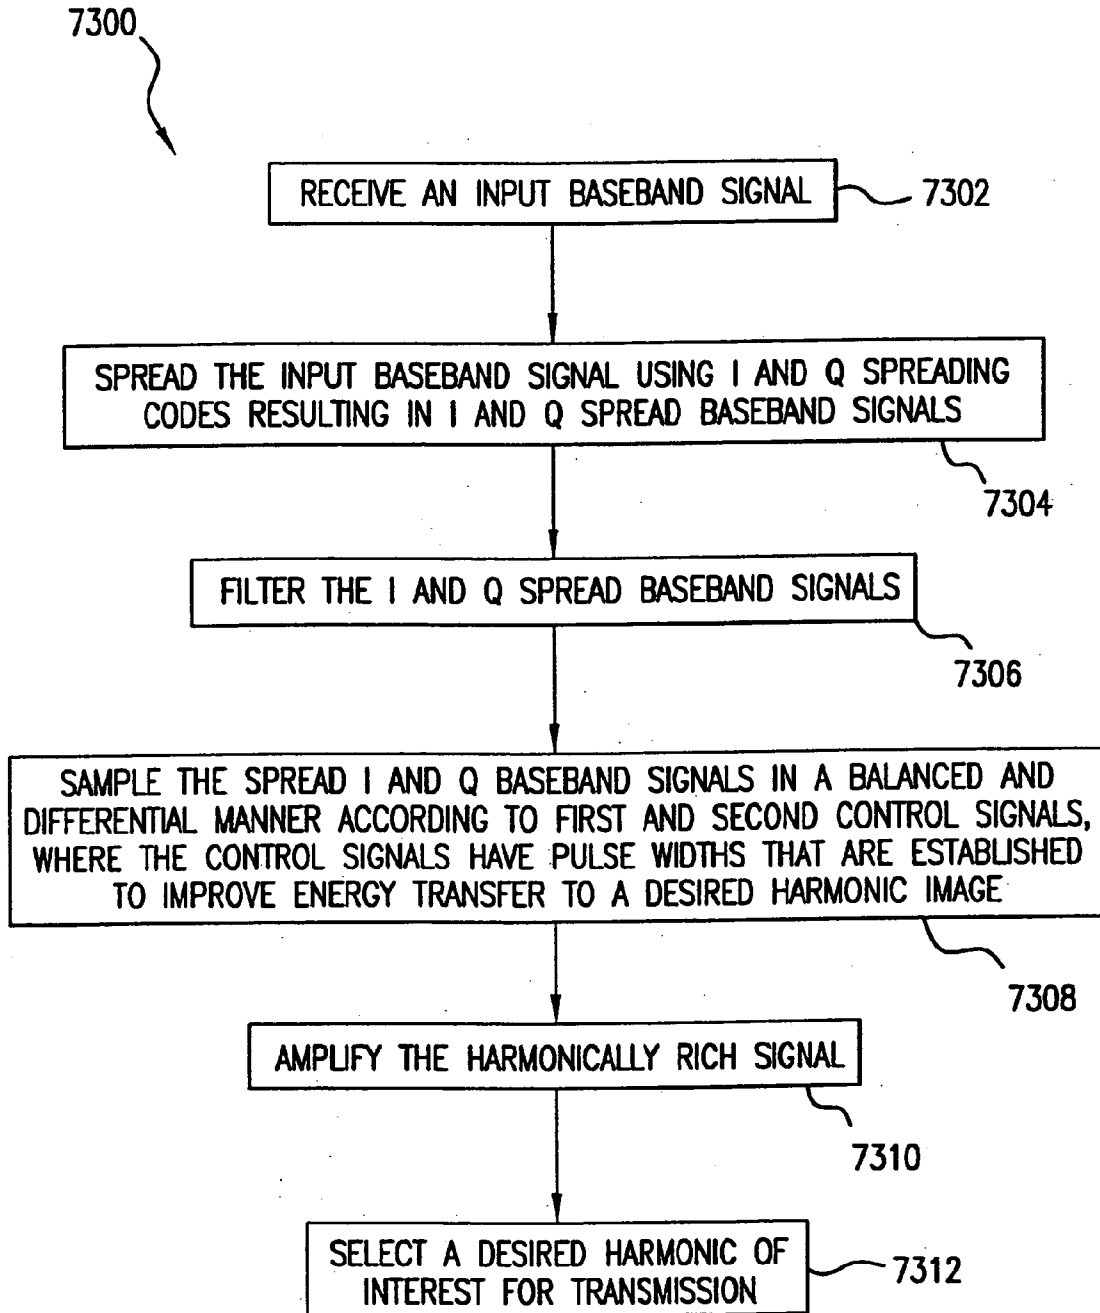 7300
RECEIVE AN INPUT BASEBAND SIGNAL
7302
SPREAD THE INPUT BASEBAND SIGNAL USING I AND Q SPREADING
CODES RESULTING IN I AND Q SPREAD BASEBAND SIGNALS
7304
FILTER THE I AND Q SPREAD BASEBAND SIGNALS
7306
SAMPLE THE SPREAD I AND Q BASEBAND SIGNALS IN A BALANCED AND
DIFFERENTIAL MANNER ACCORDING TO FIRST AND SECOND CONTROL SIGNALS,
WHERE THE CONTROL SIGNALS HAVE PULSE WIDTHS THAT ARE ESTABLISHED
TO IMPROVE ENERGY TRANSFER TO A DESIRED HARMONIC IMAGE
7308
AMPLIFY THE HARMONICALLY RICH SIGNAL
7310
SELECT A DESIRED HARMONIC OF
INTEREST FOR TRANSMISSION
7312